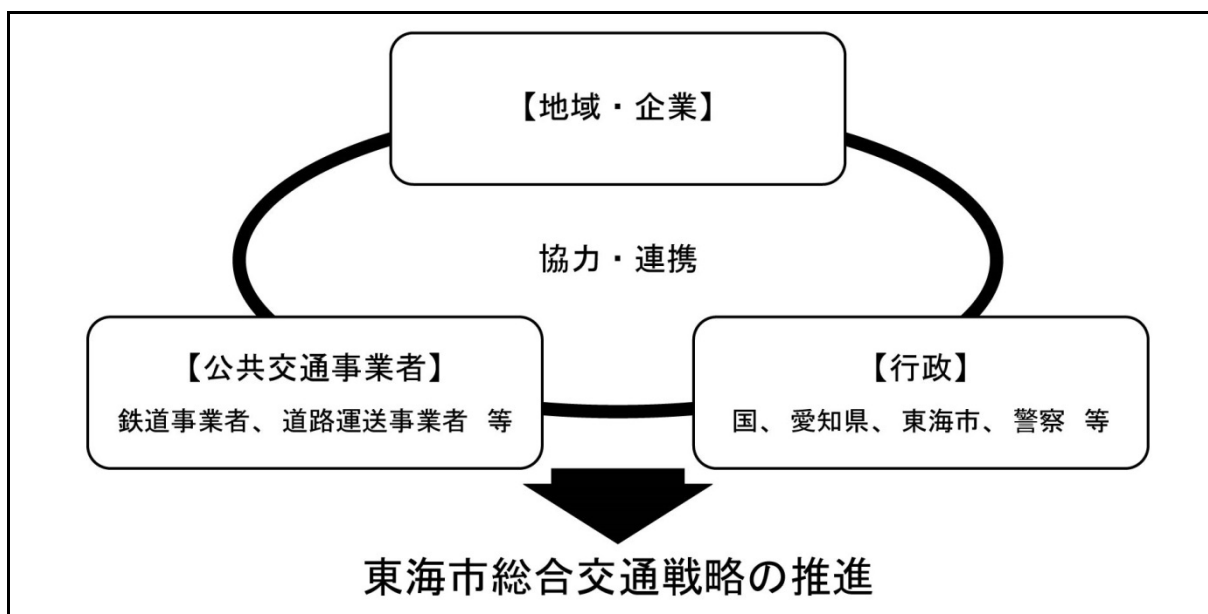 【地域・企業】
協力・連携
【公共交通事業者】
鉄道事業者、道路運送事業者 等
【行政】
国、愛知県、東海市、警察 等
東海市総合交通戦略の推進